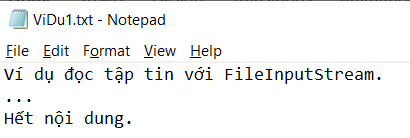 ViDu1.txt - Notepad
File Edit Format View Help
Ví dụ đọc tập tin với FileInputStream.
...
Hết nội dung.